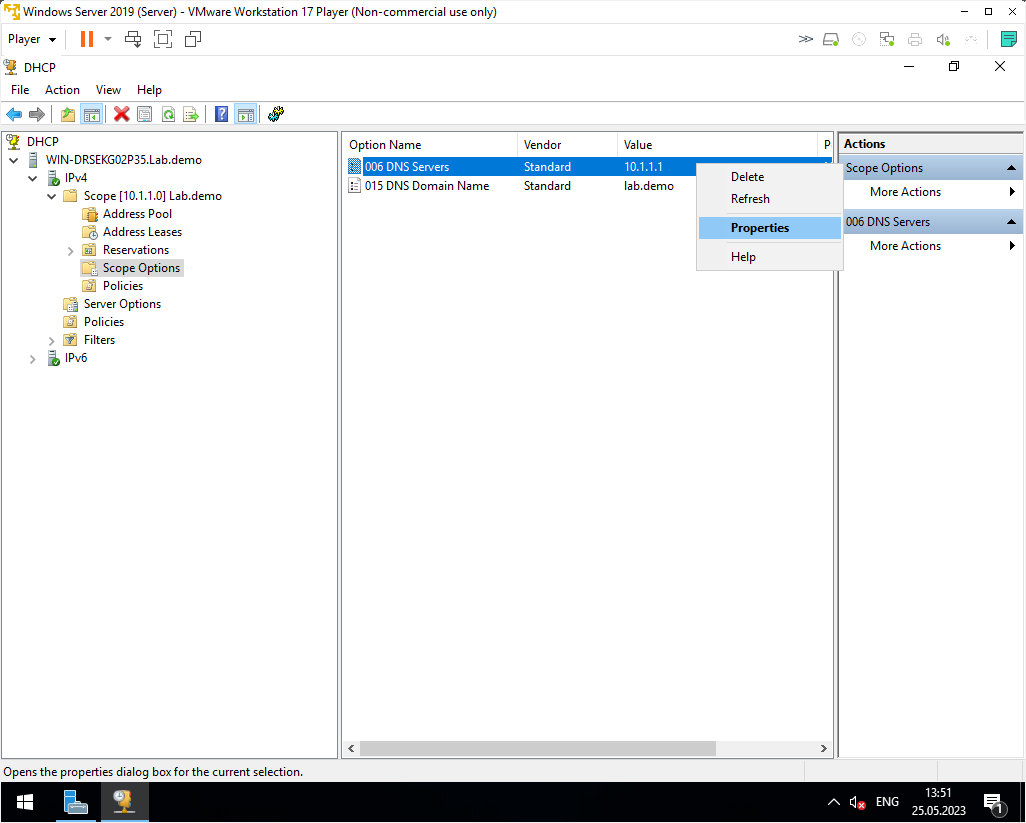 Windows Server 2019 (Server) - VMware Workstation 17 Player (Non-commercial use only)
Player
DHCP
File Action View Help
DHCP
WIN-DRSEKG02P35.Lab.demo
IPv4
Scope [10.1.1.0] Lab.demo
Address Pool
Address Leases
Reservations
Scope Options
Policies
Server Options
Policies
Filters
IPv6
Option Name Vendor Value P
006 DNS Servers Standard 10.1.1.1
015 DNS Domain Name Standard lab.demo
Delete
Refresh
Properties
Help
Actions
Scope Options
More Actions
006 DNS Servers
More Actions
Opens the properties dialog box for the current selection.
ENG
13:51
25.05.2023
1